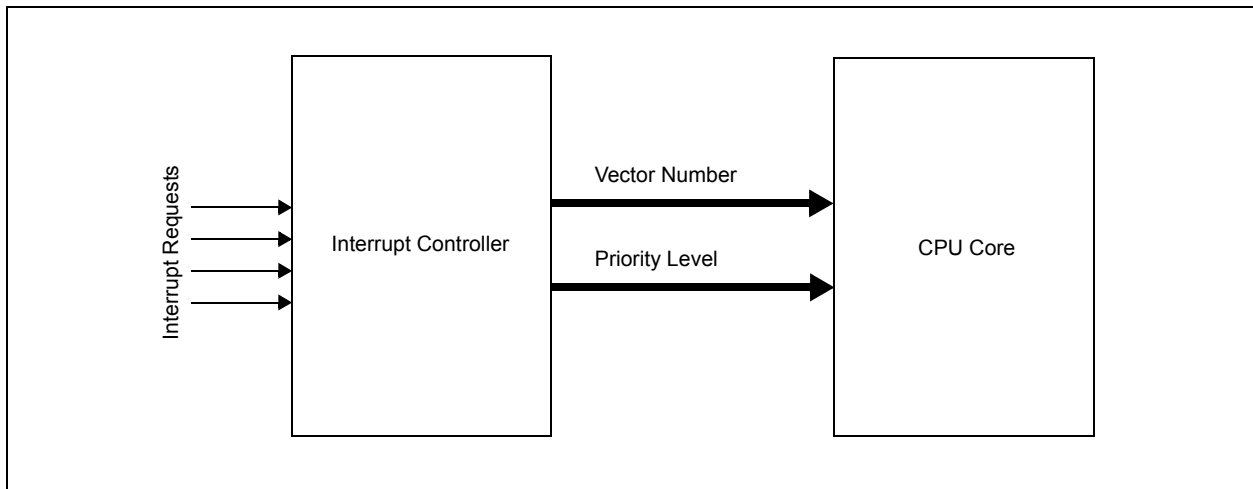 Interrupt Requests
Interrupt Controller
Vector Number
Priority Level
CPU Core